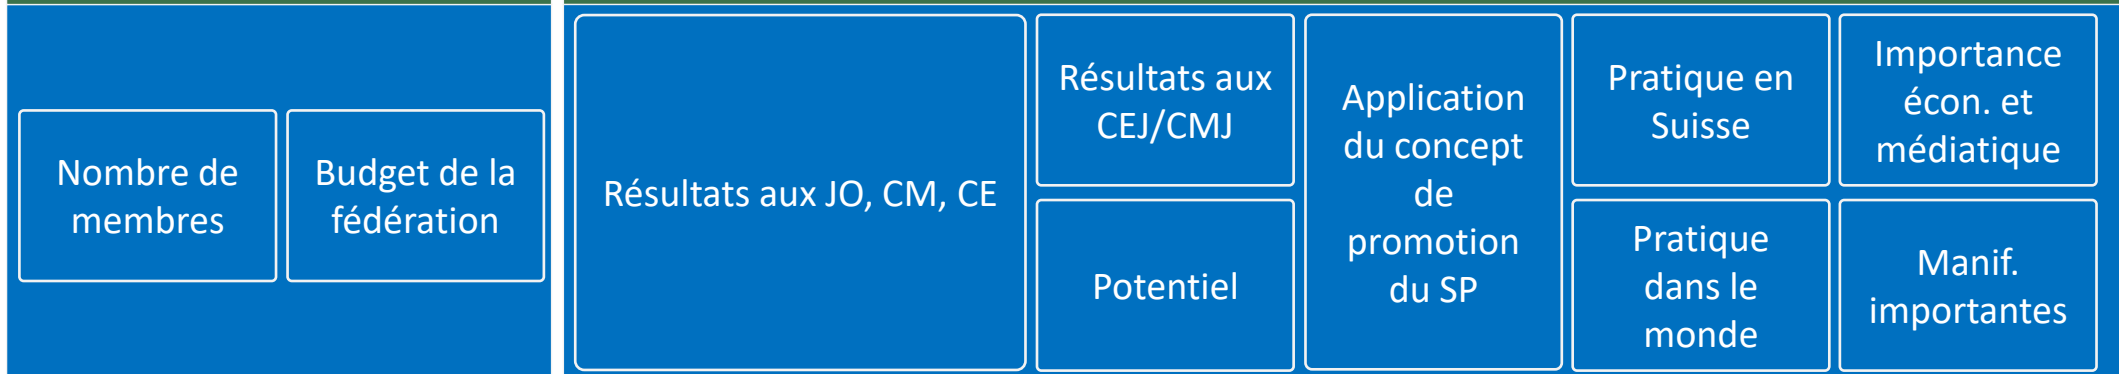 Nombre de
membres
Budget de la
fédération
Résultats aux JO, CM, CE
Résultats aux
CEJ/CMJ
Potentiel
Application
du concept
de
promotion
du SP
Pratique en
Suisse
Pratique
dans le
monde
Importance
écon. et
médiatique
Manif.
importantes